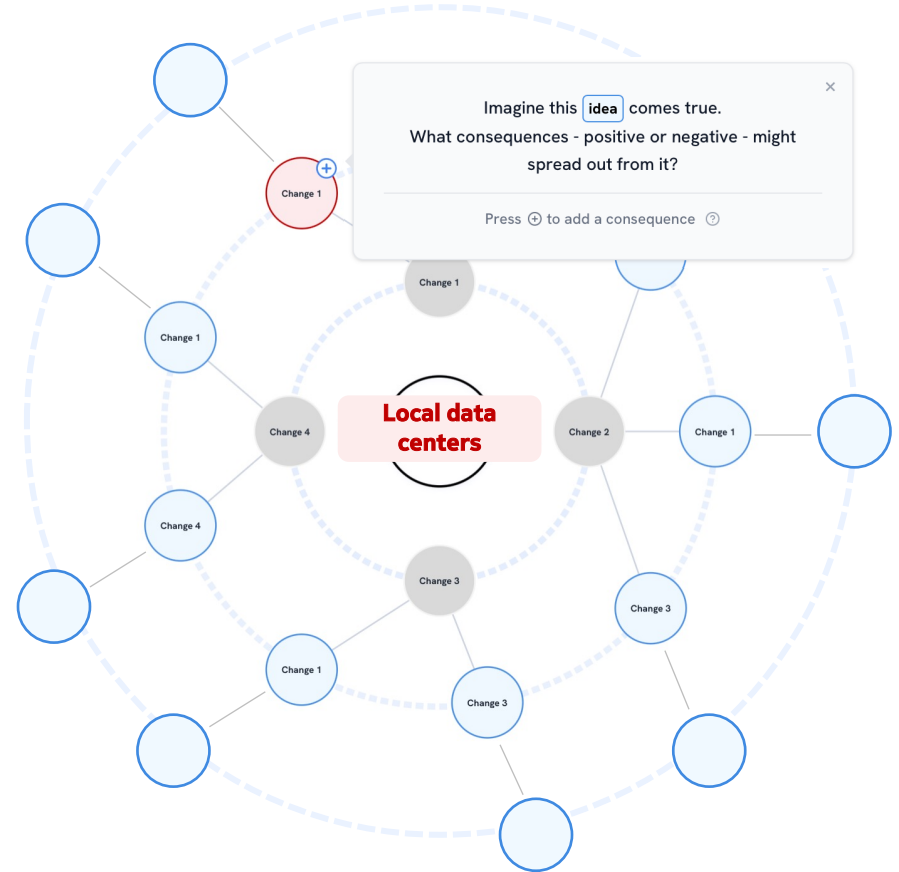 Imagine this idea comes true.
What consequences - positive or negative - might
spread out from it?
Press ⊕ to add a consequence ?
Change 1
Change 1
Change 1
Local data
centers
Change 4
Change 2
Change 1
Change 4
Change 3
Change 3
Change 1
Change 3